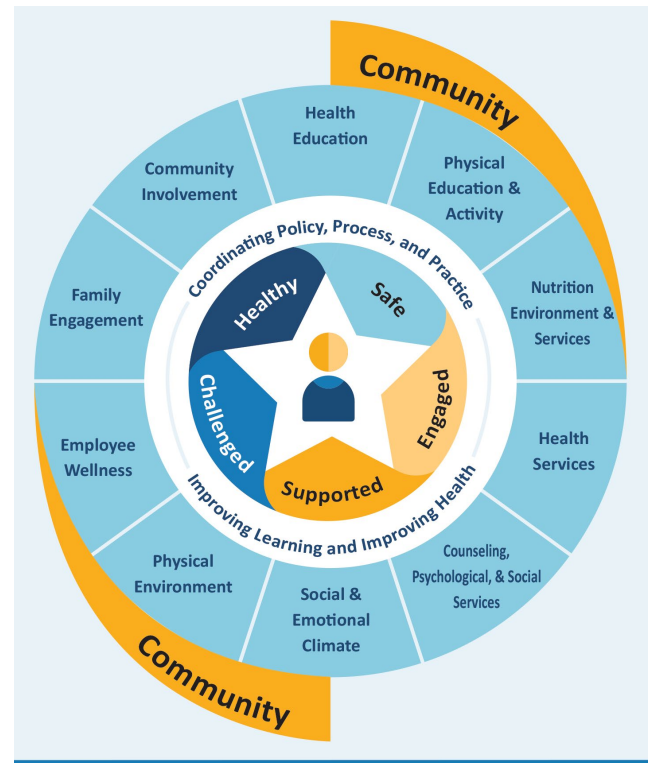 Community
Health
Education
Physical
Education &
Activity
Nutrition
Environment &
Services
Health
Services
Counseling,
Psychological, & Social
Services
Social &
Emotional
Climate
Physical
Environment
Employee
Wellness
Family
Engagement
Community
Involvement
Coordinating Policy, Process, and Practice
Improving Learning and Improving Health
Healthy
Safe
Engaged
Supported
Challenged
Community